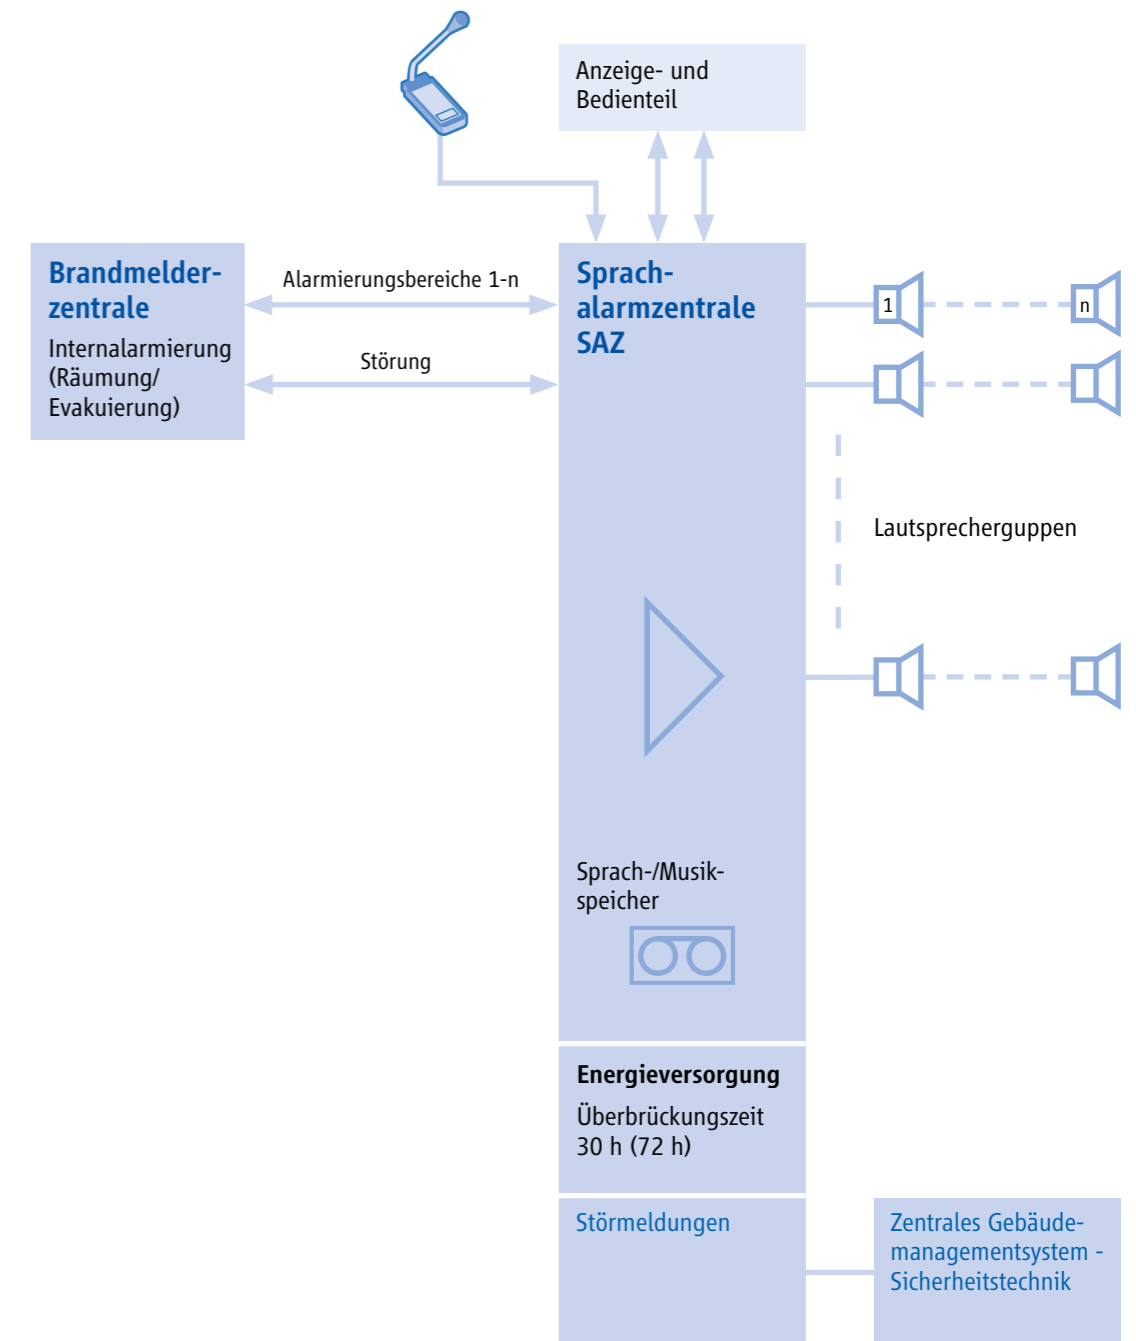 Anzeige- und
Bedienteil
Brandmelder-
zentrale
Internalarmierung
(Räumung/
Evakuierung)
Alarmierungsbereiche 1-n
Störung
Sprach-
alarmzentrale
SAZ
1
n
Lautsprecherguppen
Sprach-/Musik-
speicher
Energieversorgung
Überbrückungszeit
30 h (72 h)
Störmeldungen
Zentrales Gebäude-
managementsystem -
Sicherheitstechnik